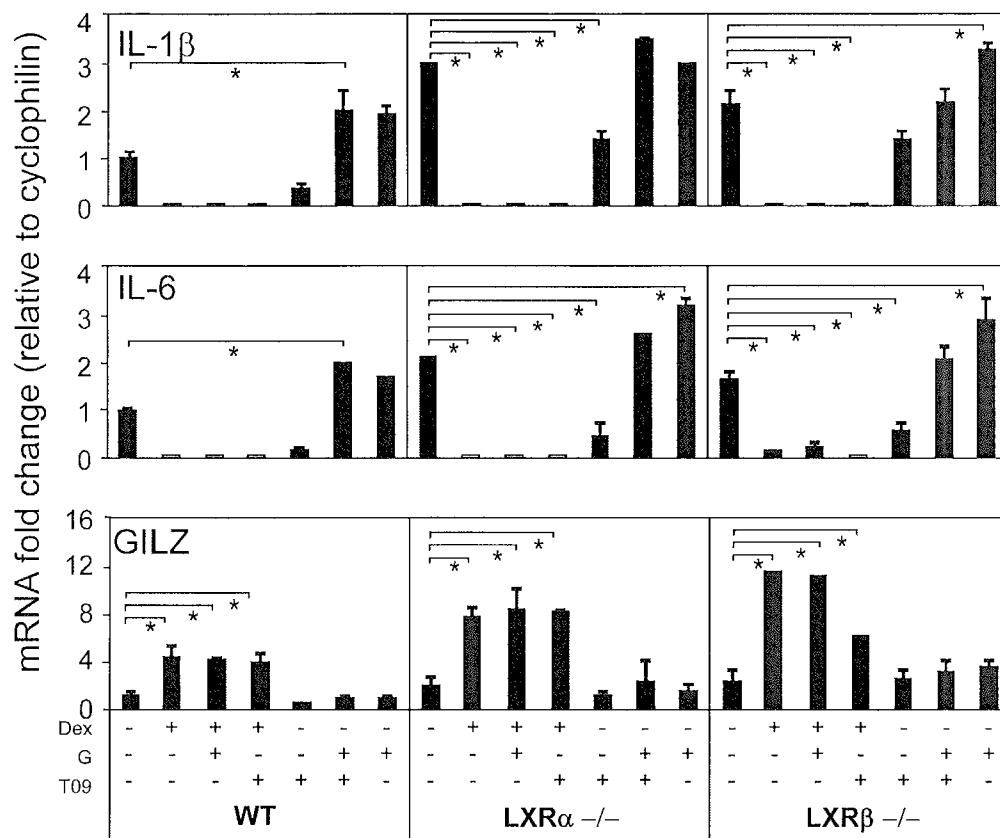 mRNA fold change (relative to cyclophilin)
IL-1β
4
3
2
1
0
*
* * * *
* * * *
IL-6
4
3
2
1
0
*
* * * * *
* * * * *
GILZ
16
12
8
4
0
* * *
* * *
* * *
Dex - + + + - - - - + + + - - - - + + + - - -
G - - + - - + + - - + - - + + - - + - - + +
T09 - - - + + + - - - - + + + - - - - + + + -
WT LXRα –/– LXRβ –/–